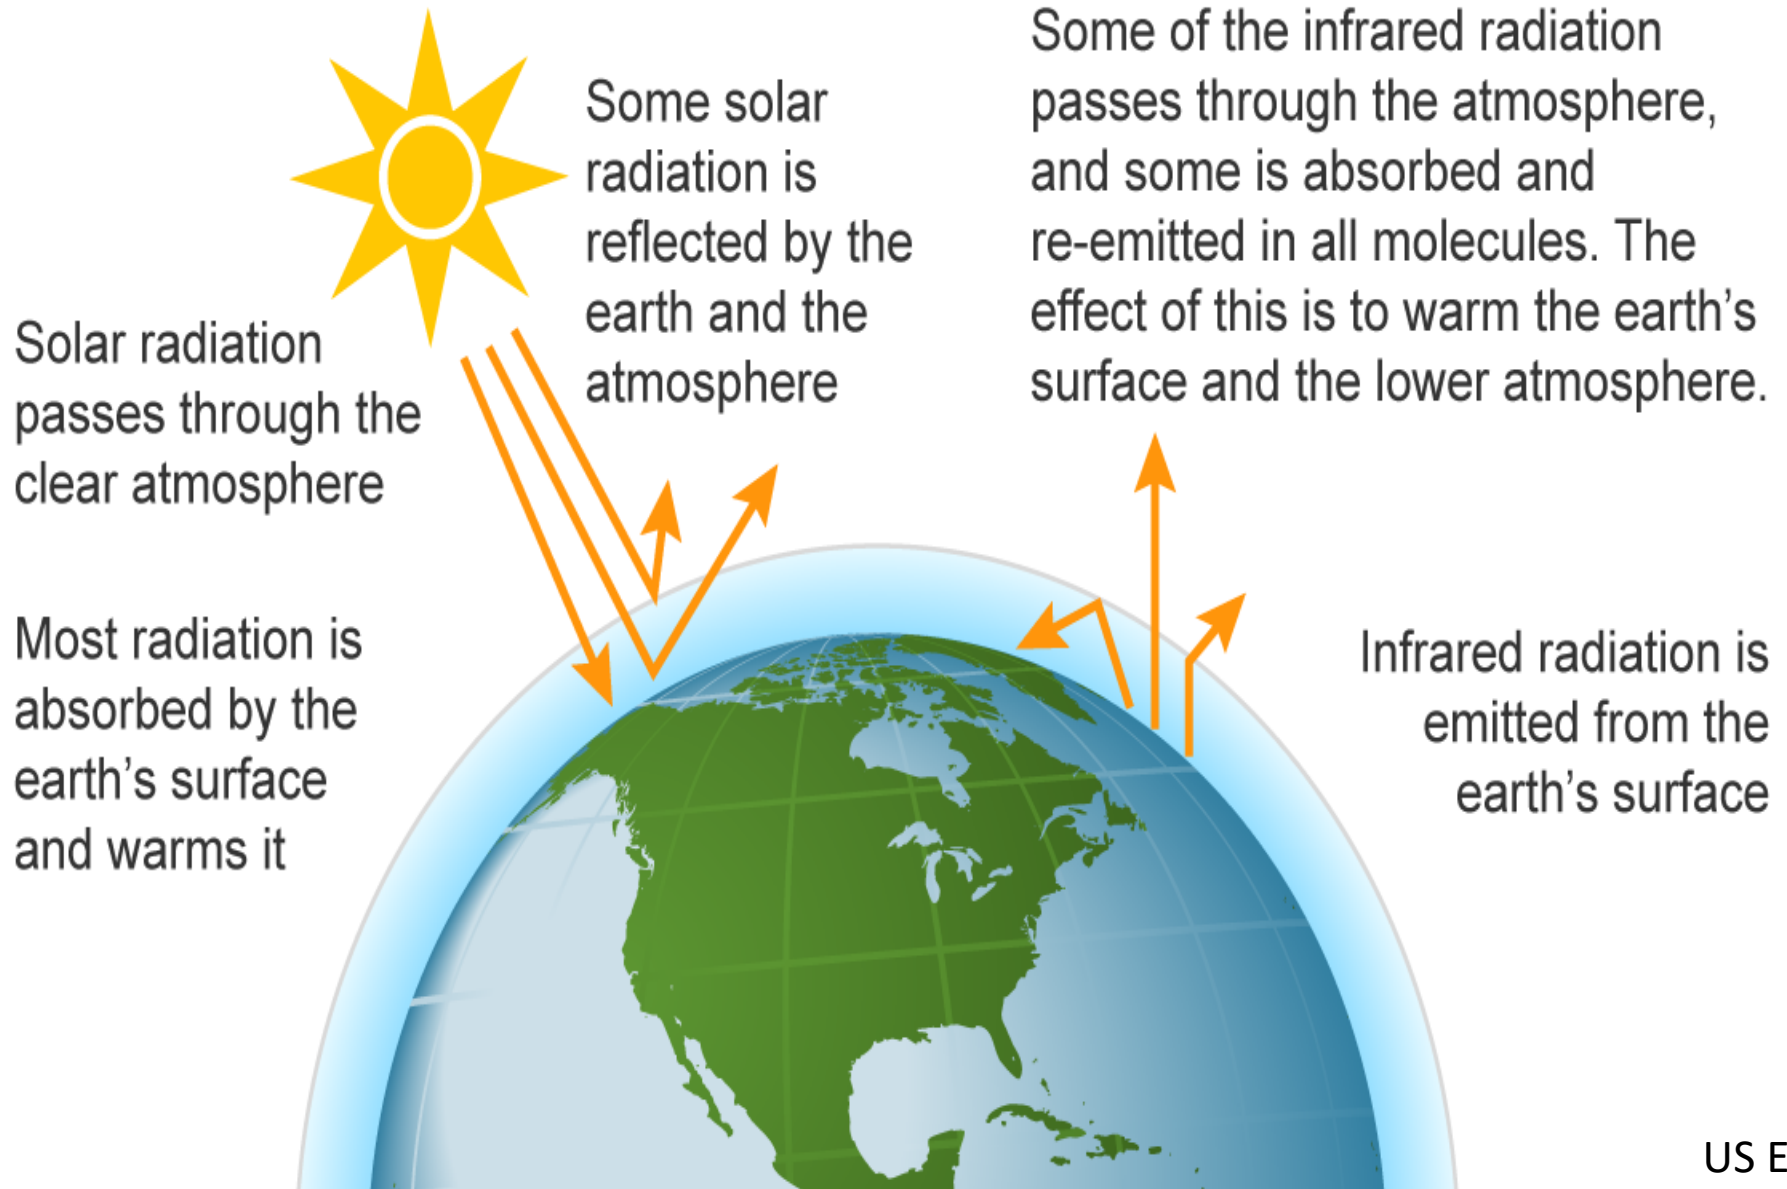 Solar radiation
passes through the
clear atmosphere
Most radiation is
absorbed by the
earth’s surface
and warms it
Some solar
radiation is
reflected by the
earth and the
atmosphere
Some of the infrared radiation
passes through the atmosphere,
and some is absorbed and
re-emitted in all molecules. The
effect of this is to warm the earth’s
surface and the lower atmosphere.
Infrared radiation is
emitted from the
earth’s surface
US E